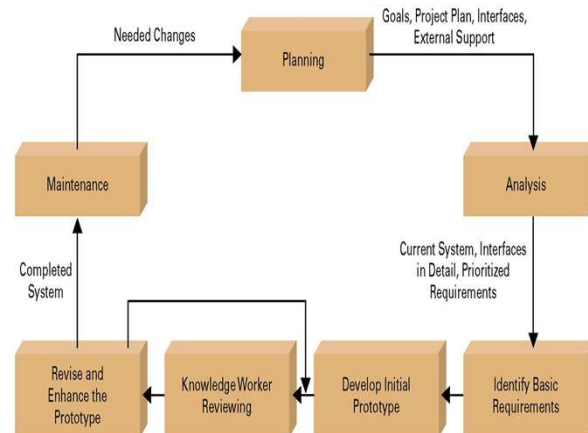 Needed Changes
Goals, Project Plan, Interfaces,
External Support
Planning
Maintenance
Analysis
Completed
System
Current System, Interfaces
in Detail, Prioritized
Requirements
Revise and
Enhance the
Prototype
Knowledge Worker
Reviewing
Develop Initial
Prototype
Identify Basic
Requirements